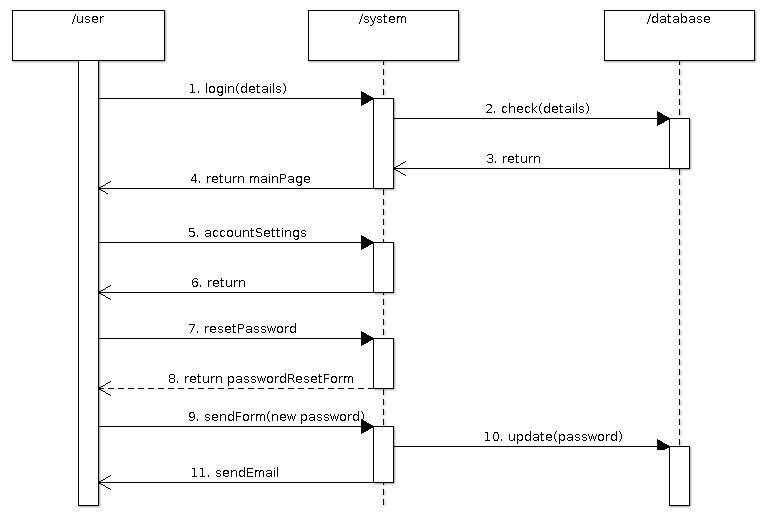 /user
/system
/database
1. login(details)
2. check(details)
3. return
4. return mainPage
5. accountSettings
6. return
7. resetPassword
8. return passwordResetForm
9. sendForm(new password)
10. update(password)
11. sendEmail